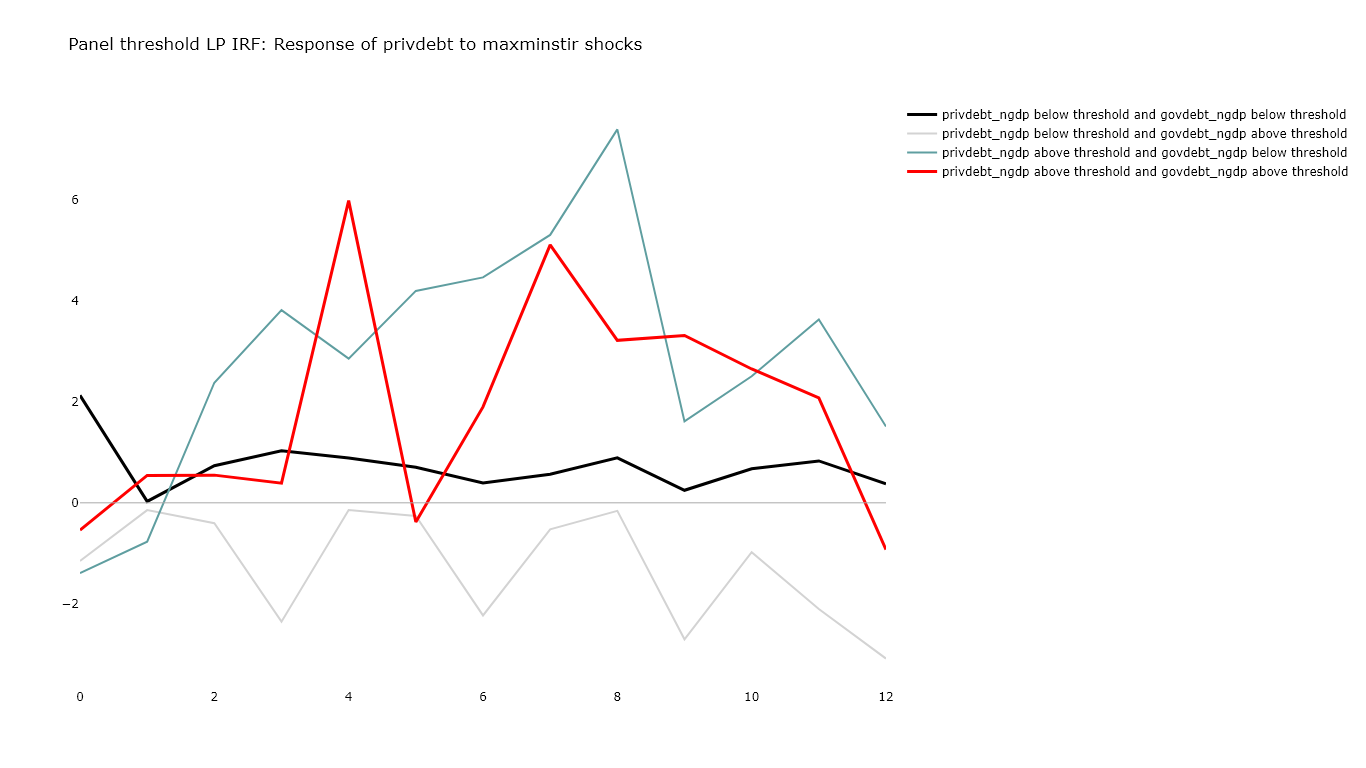 Panel threshold LP IRF: Response of privdebt to maxminstir shocks
privdebt_ngdp below threshold and govdebt_ngdp below threshold
privdebt_ngdp below threshold and govdebt_ngdp above threshold
privdebt_ngdp above threshold and govdebt_ngdp below threshold
privdebt_ngdp above threshold and govdebt_ngdp above threshold
6
4
2
0
−2
0 2 4 6 8 10 12